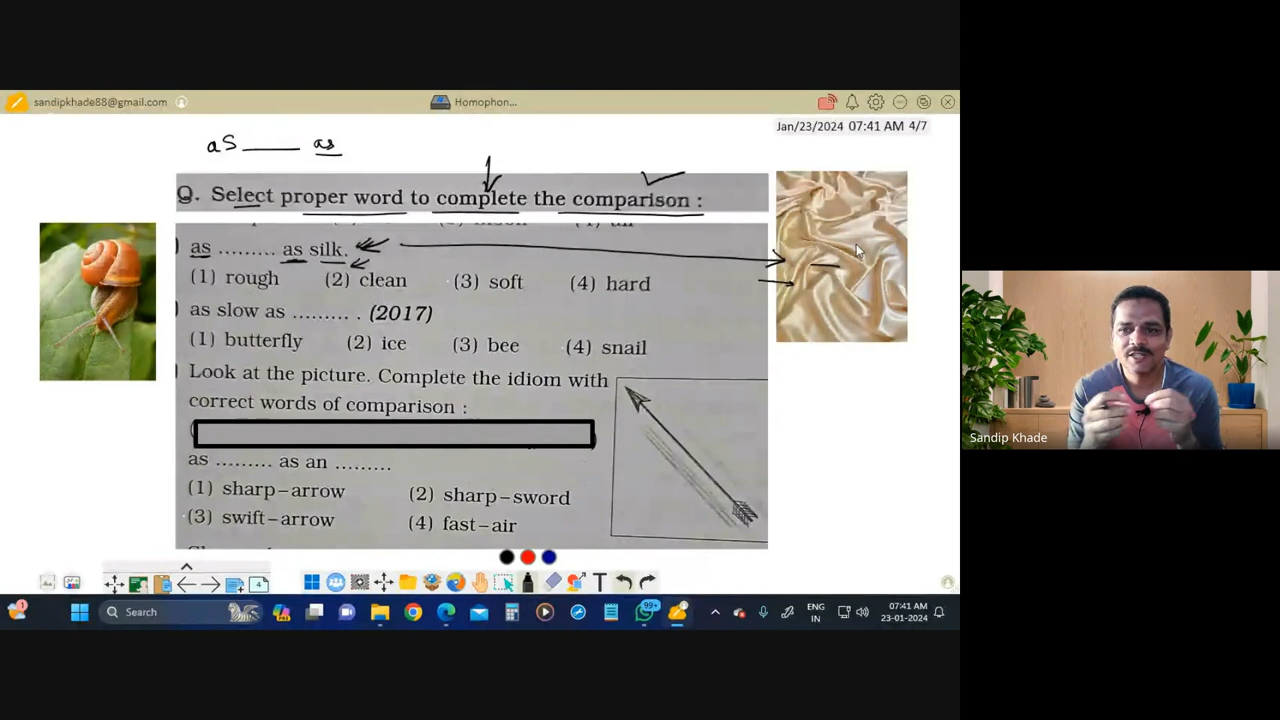 sandipkhade88@gmail.com
Homophon...
Jan/23/2024 07:41 AM 4/7
as ____ as
Q. Select proper word to complete the comparison :
as ......... as silk.
(1) rough (2) clean (3) soft (4) hard
as slow as ......... . (2017)
(1) butterfly (2) ice (3) bee (4) snail
Look at the picture. Complete the idiom with
correct words of comparison :
as ......... as an .........
(1) sharp–arrow (2) sharp–sword
(3) swift–arrow (4) fast–air
Sandip Khade
4
T
1
Search
PRE
99+
ENG
IN
07:41 AM
23-01-2024